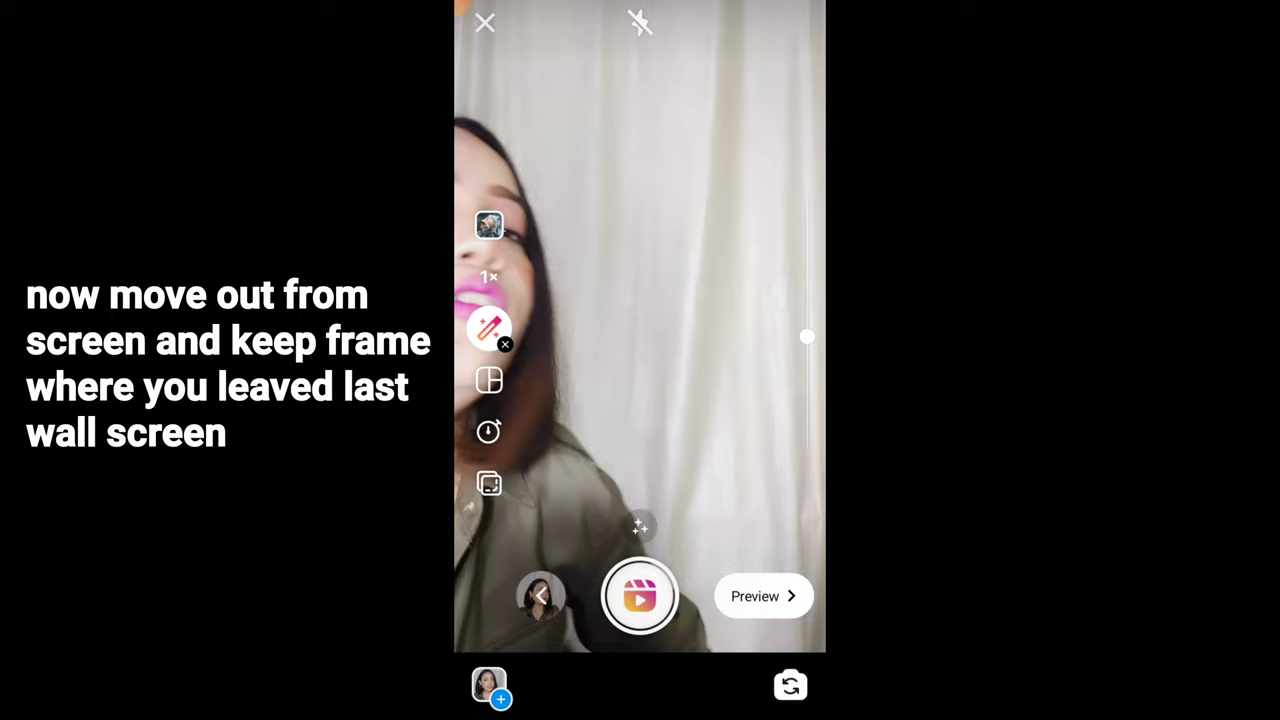 now move out from
screen and keep frame
where you leaved last
wall screen
1×
Preview